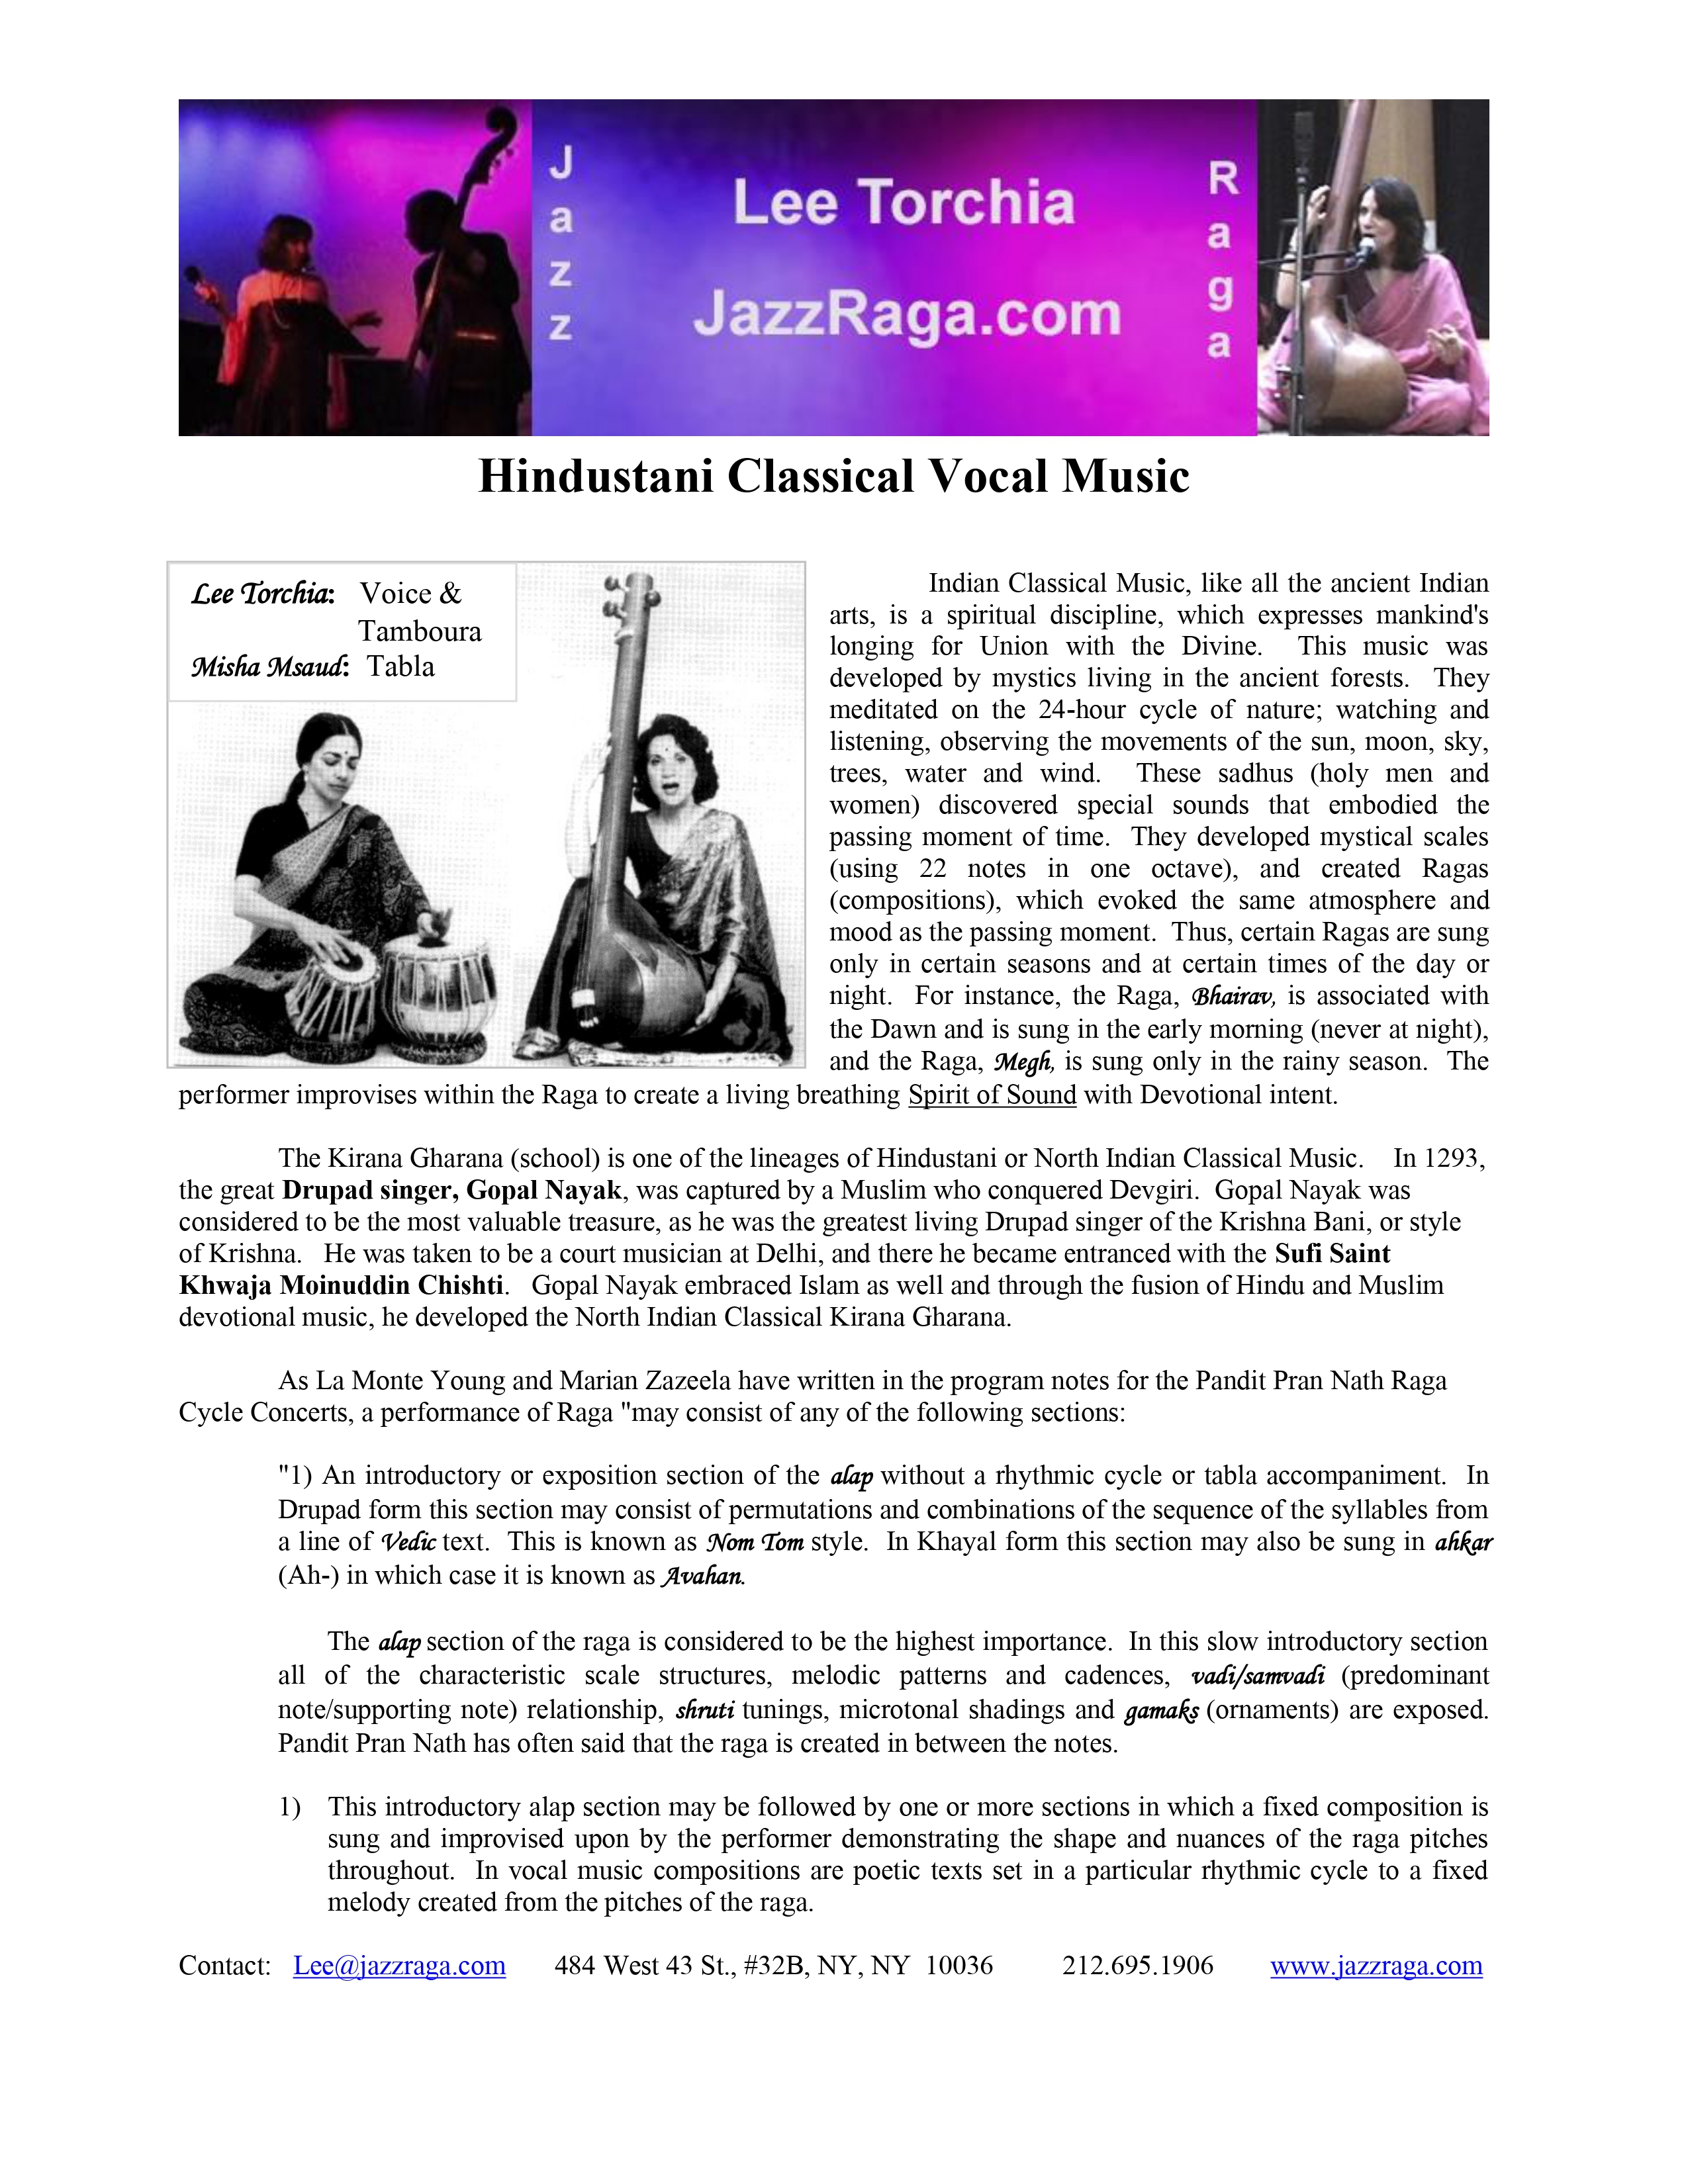 Jazz
Lee Torchia
JazzRaga.com
Raga
Hindustani Classical Vocal Music
Lee Torchia: Voice &
Tamboura
Misha Msaud: Tabla
Indian Classical Music, like all the ancient Indian
arts, is a spiritual discipline, which expresses mankind's
longing for Union with the Divine. This music was
developed by mystics living in the ancient forests. They
meditated on the 24-hour cycle of nature; watching and
listening, observing the movements of the sun, moon, sky,
trees, water and wind. These sadhus (holy men and
women) discovered special sounds that embodied the
passing moment of time. They developed mystical scales
(using 22 notes in one octave), and created Ragas
(compositions), which evoked the same atmosphere and
mood as the passing moment. Thus, certain Ragas are sung
only in certain seasons and at certain times of the day or
night. For instance, the Raga, Bhairav, is associated with
the Dawn and is sung in the early morning (never at night),
and the Raga, Megh, is sung only in the rainy season. The
performer improvises within the Raga to create a living breathing Spirit of Sound with Devotional intent.
The Kirana Gharana (school) is one of the lineages of Hindustani or North Indian Classical Music. In 1293,
the great Drupad singer, Gopal Nayak, was captured by a Muslim who conquered Devgiri. Gopal Nayak was
considered to be the most valuable treasure, as he was the greatest living Drupad singer of the Krishna Bani, or style
of Krishna. He was taken to be a court musician at Delhi, and there he became entranced with the Sufi Saint
Khwaja Moinuddin Chishti. Gopal Nayak embraced Islam as well and through the fusion of Hindu and Muslim
devotional music, he developed the North Indian Classical Kirana Gharana.
As La Monte Young and Marian Zazeela have written in the program notes for the Pandit Pran Nath Raga
Cycle Concerts, a performance of Raga "may consist of any of the following sections:
"1) An introductory or exposition section of the alap without a rhythmic cycle or tabla accompaniment. In
Drupad form this section may consist of permutations and combinations of the sequence of the syllables from
a line of Vedic text. This is known as Nom Tom style. In Khayal form this section may also be sung in ahkar
(Ah-) in which case it is known as Avahan.
The alap section of the raga is considered to be the highest importance. In this slow introductory section
all of the characteristic scale structures, melodic patterns and cadences, vadi/samvadi (predominant
note/supporting note) relationship, shruti tunings, microtonal shadings and gamaks (ornaments) are exposed.
Pandit Pran Nath has often said that the raga is created in between the notes.
1) This introductory alap section may be followed by one or more sections in which a fixed composition is
sung and improvised upon by the performer demonstrating the shape and nuances of the raga pitches
throughout. In vocal music compositions are poetic texts set in a particular rhythmic cycle to a fixed
melody created from the pitches of the raga.
Contact: Lee@jazzraga.com 484 West 43 St., #32B, NY, NY 10036 212.695.1906 www.jazzraga.com